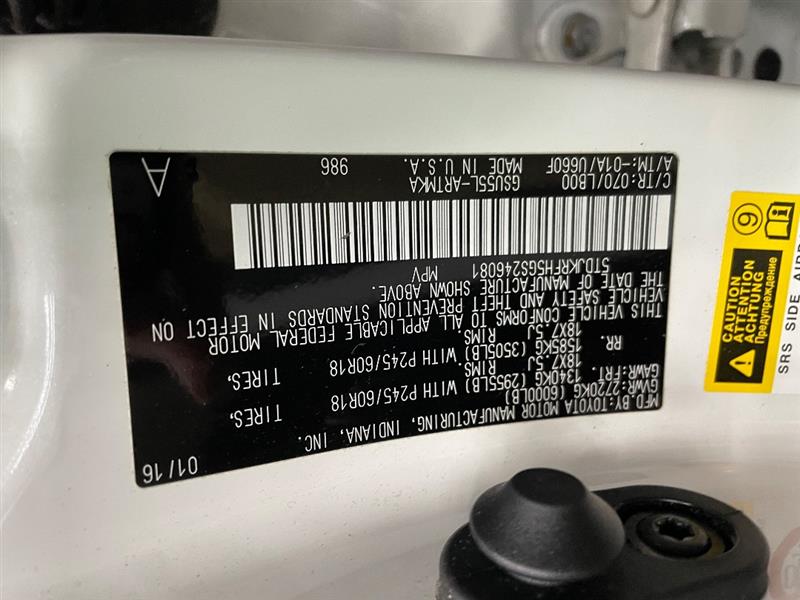 MFD.BY:TOYOTA MOTOR MANUFACTURING, INDIANA, INC. 01/16
GVWR:2720KG (6000LB)
GAWR:FRT. 1340KG (2955LB) WITH P245/60R18 TIRES.
18X7.5J RIMS
RR. 1585KG (3505LB) WITH P245/60R18 TIRES.
18X7.5J RIMS
THIS VEHICLE CONFORMS TO ALL APPLICABLE FEDERAL MOTOR
VEHICLE SAFETY AND THEFT PREVENTION STANDARDS IN EFFECT ON
THE DATE OF MANUFACTURE SHOWN ABOVE.
5TDJKRFH5GS246081 MPV
C/TR:070/LB00 GSU55L-ARTMKA 986 A
A/TM:-01A/U660F MADE IN U.S.A.
CAUTION
ATTENTION
ACHTUNG
Предупреждение
9
i
SRS SIDE AIRB